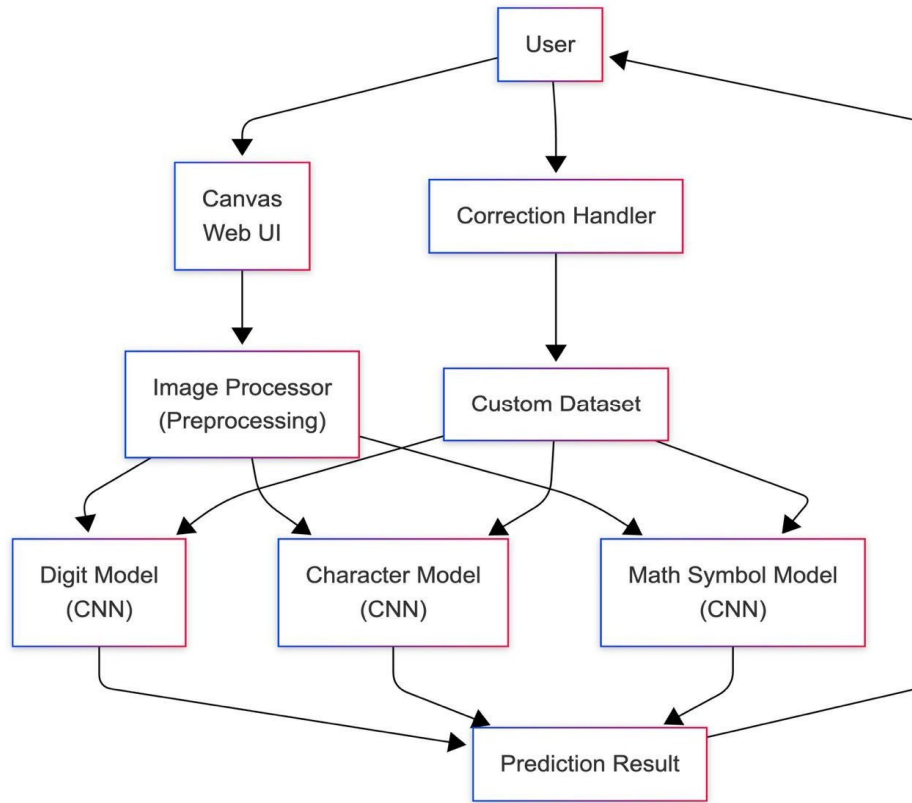 User
Canvas
Web UI
Correction Handler
Image Processor
(Preprocessing)
Custom Dataset
Digit Model
(CNN)
Character Model
(CNN)
Math Symbol Model
(CNN)
Prediction Result